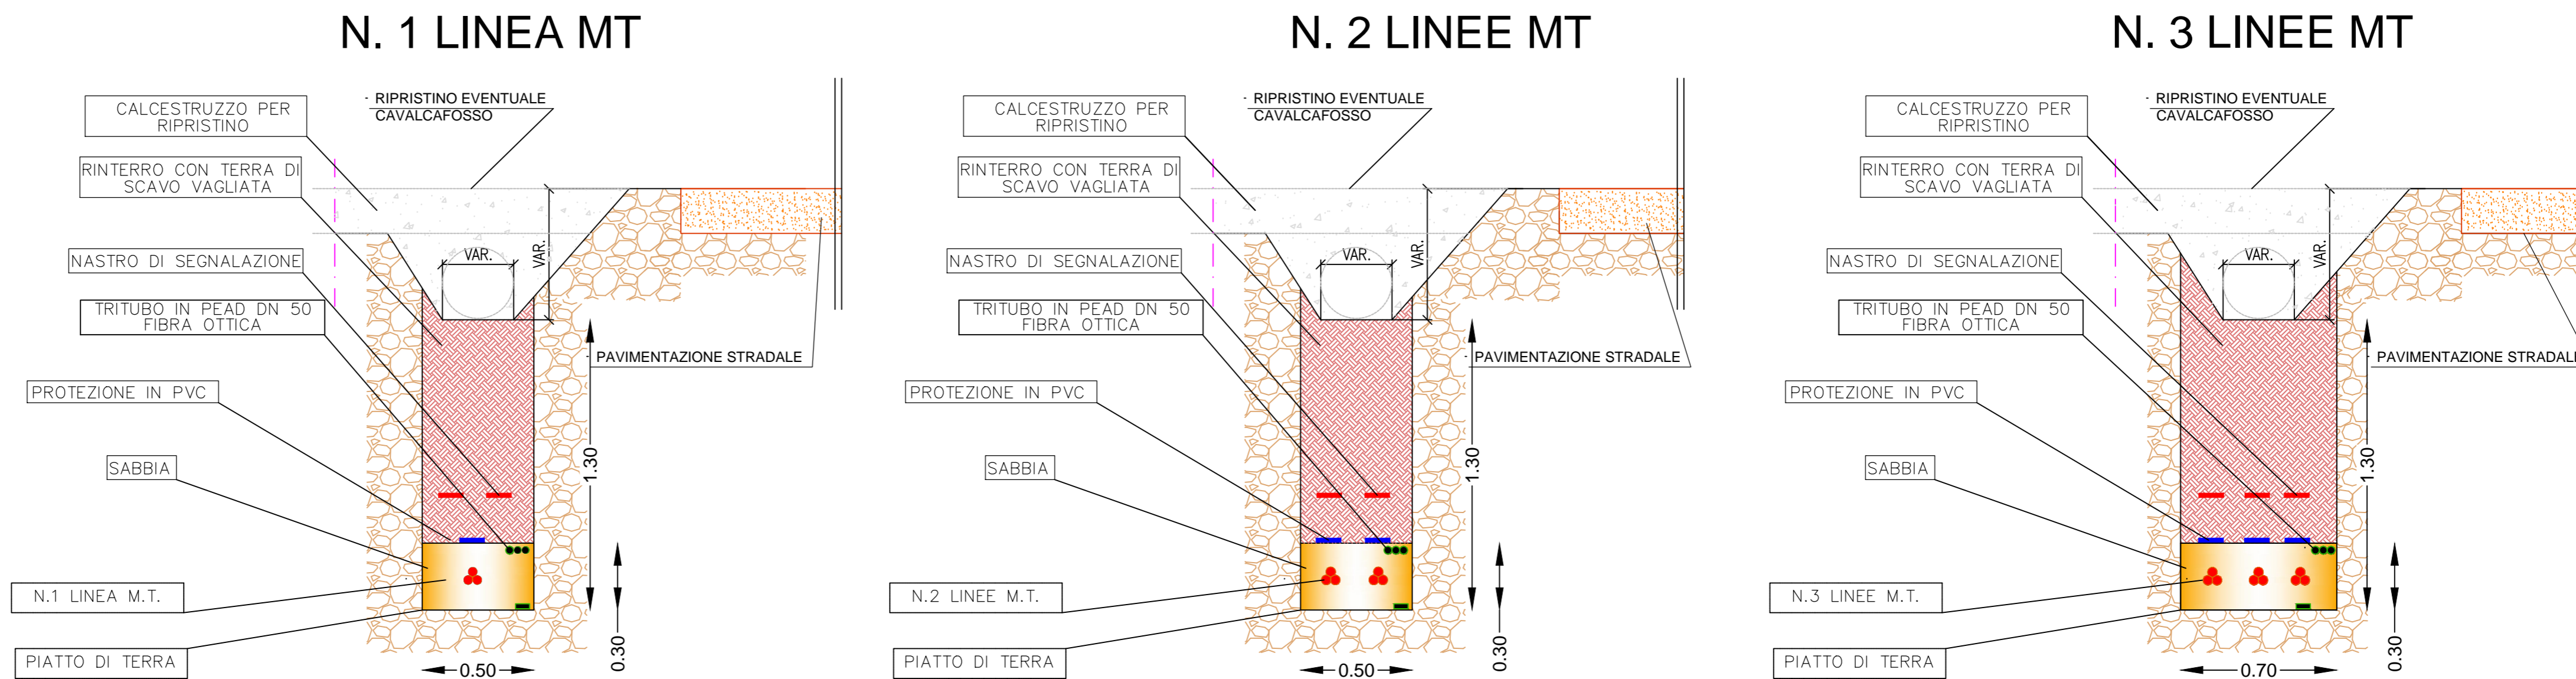 N. 1 LINEA MT
- RIPRISTINO EVENTUALE
CAVALCAFOSSO
CALCESTRUZZO PER
RIPRISTINO
RINTERRO CON TERRA DI
SCAVO VAGLIATA
VAR.
VAR.
NASTRO DI SEGNALAZIONE
TRITUBO IN PEAD DN 50
FIBRA OTTICA
- PAVIMENTAZIONE STRADALE
PROTEZIONE IN PVC
SABBIA
1.30
N.1 LINEA M.T.
PIATTO DI TERRA
0.50
0.30
N. 2 LINEE MT
- RIPRISTINO EVENTUALE
CAVALCAFOSSO
CALCESTRUZZO PER
RIPRISTINO
RINTERRO CON TERRA DI
SCAVO VAGLIATA
VAR.
VAR.
NASTRO DI SEGNALAZIONE
TRITUBO IN PEAD DN 50
FIBRA OTTICA
- PAVIMENTAZIONE STRADALE
PROTEZIONE IN PVC
SABBIA
1.30
N.2 LINEE M.T.
PIATTO DI TERRA
0.50
0.30
N. 3 LINEE MT
- RIPRISTINO EVENTUALE
CAVALCAFOSSO
CALCESTRUZZO PER
RIPRISTINO
RINTERRO CON TERRA DI
SCAVO VAGLIATA
VAR.
VAR.
NASTRO DI SEGNALAZIONE
TRITUBO IN PEAD DN 50
FIBRA OTTICA
- PAVIMENTAZIONE STRADALE
PROTEZIONE IN PVC
SABBIA
1.30
N.3 LINEE M.T.
PIATTO DI TERRA
0.70
0.30